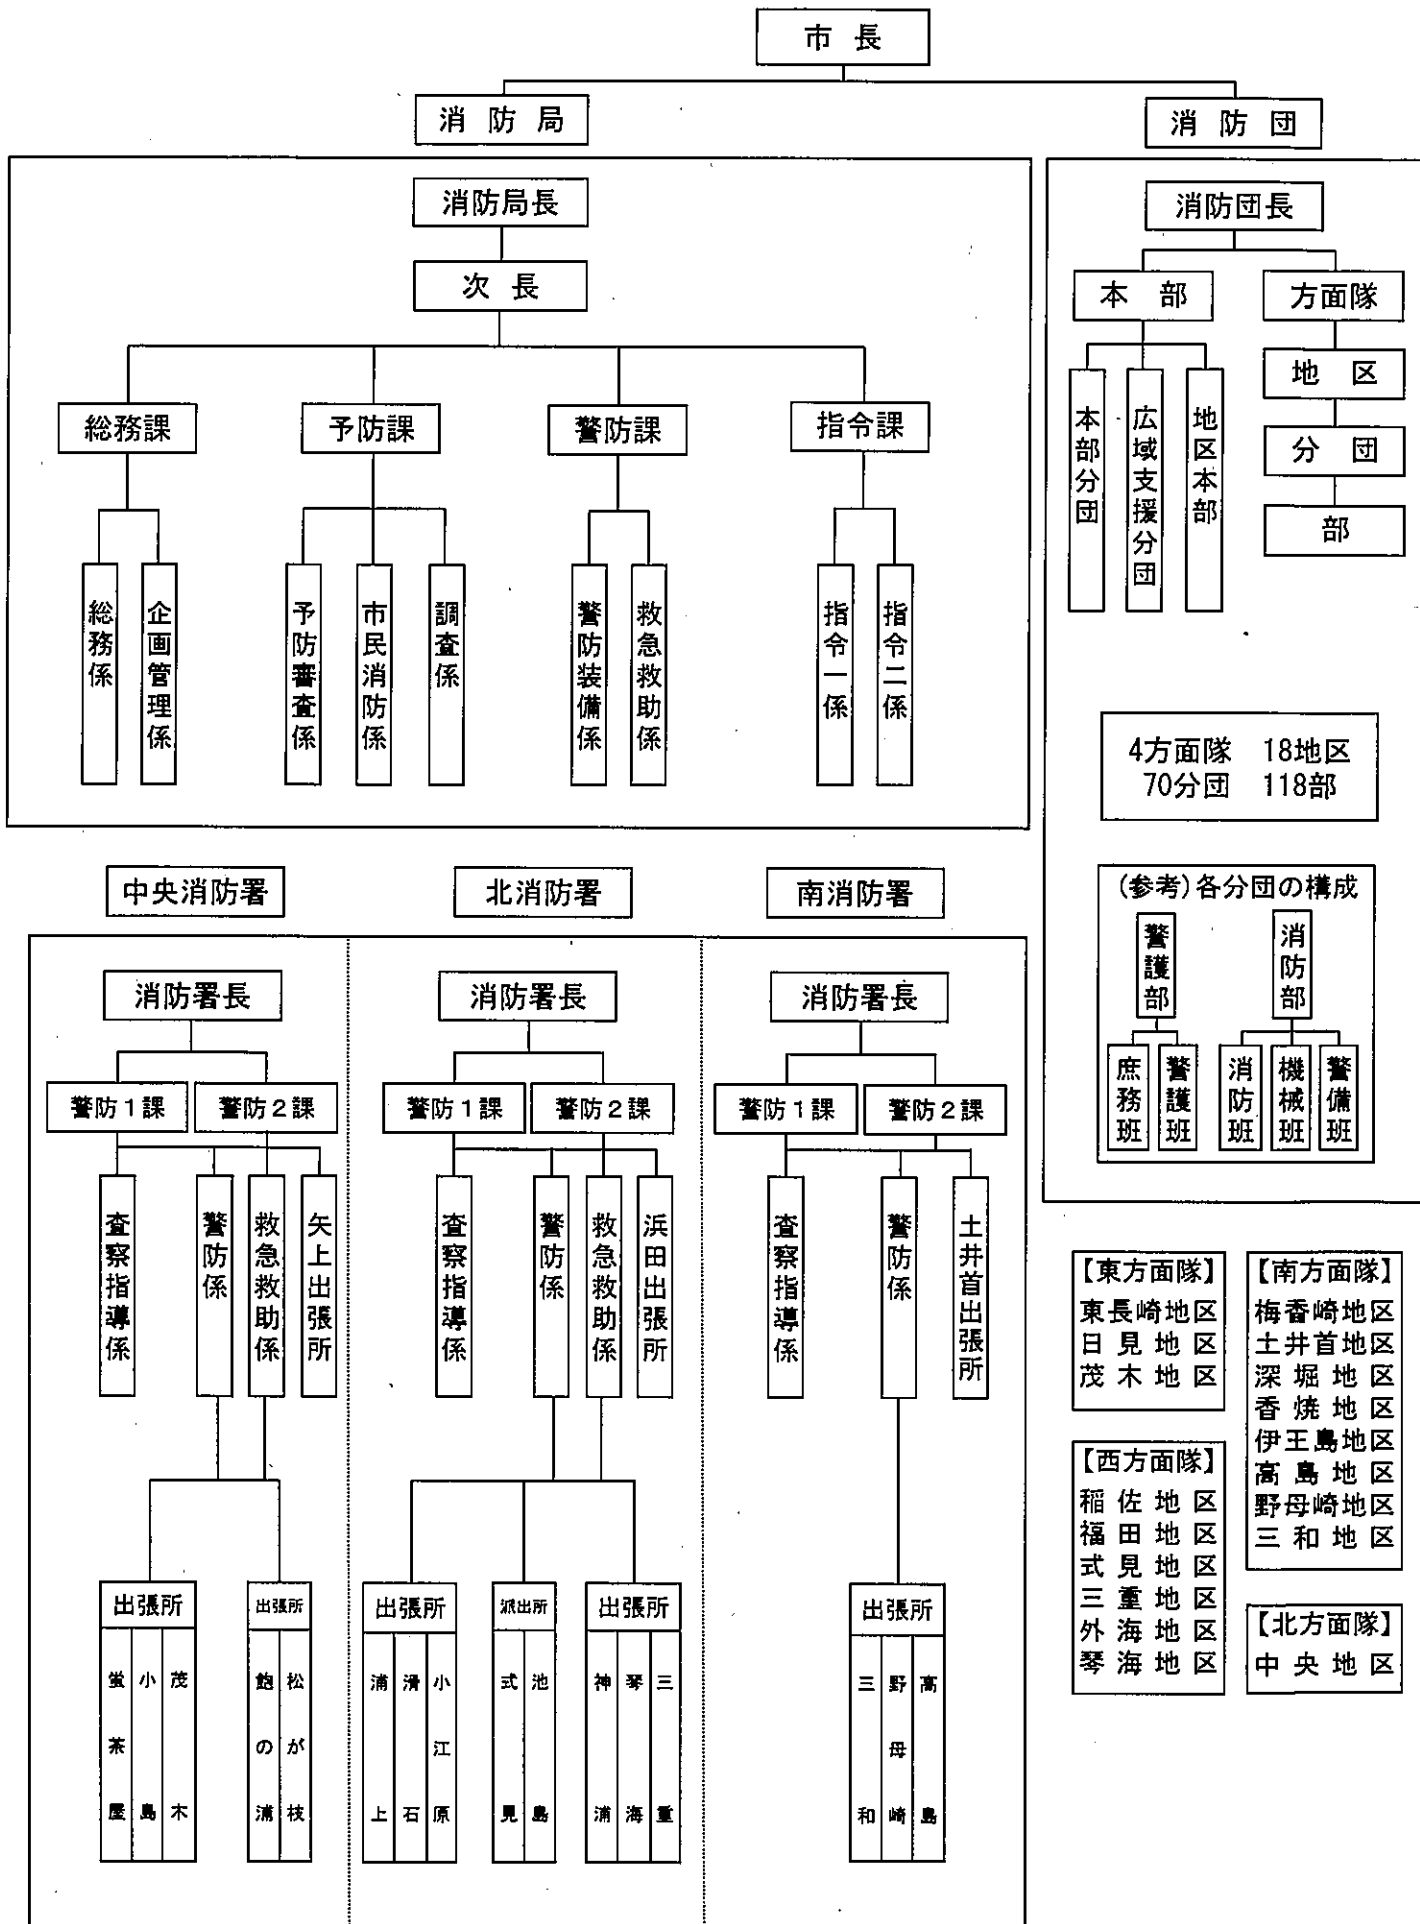 市長
消防局
消防団
消防局長
次長
総務課
予防課
警防課
指令課
総務係
企画管理係
予防審査係
市民消防係
調査係
警防装備係
救急救助係
指令一係
指令二係
消防団長
本部
方面隊
地区
分団
部
本部分団
広域支援分団
地区本部
4方面隊 18地区
70分団 118部
(参考)各分団の構成
警護部
消防部
庶務班
警護班
消防班
機械班
警備班
中央消防署
北消防署
南消防署
消防署長
警防1課
警防2課
査察指導係
警防係
救急救助係
矢上出張所
出張所
蛍茶屋
小島
茂木
出張所
飽の浦
松が枝
消防署長
警防1課
警防2課
査察指導係
警防係
救急救助係
浜田出張所
出張所
浦上
滑石
小江原
派出所
式見
池島
出張所
神浦
琴海
三重
消防署長
警防1課
警防2課
査察指導係
警防係
土井首出張所
出張所
三和
野母崎
高島
【東方面隊】
東長崎地区
日見地区
茂木地区
【西方面隊】
稲佐地区
福田地区
式見地区
三重地区
外海地区
琴海地区
【南方面隊】
梅香崎地区
土井首地区
深堀地区
香焼地区
伊王島地区
高島地区
野母崎地区
三和地区
【北方面隊】
中央地区